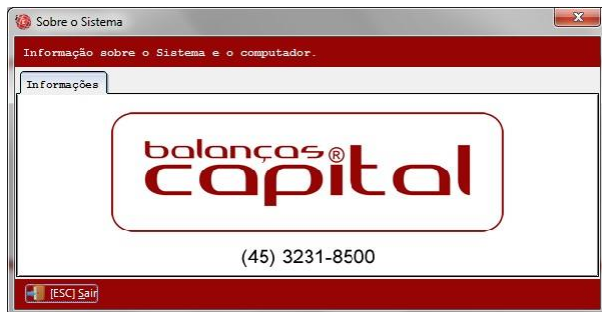 Sobre o Sistema
Informação sobre o Sistema e o computador.
Informações
balanças®
capital
(45) 3231-8500
[ESC] Sair